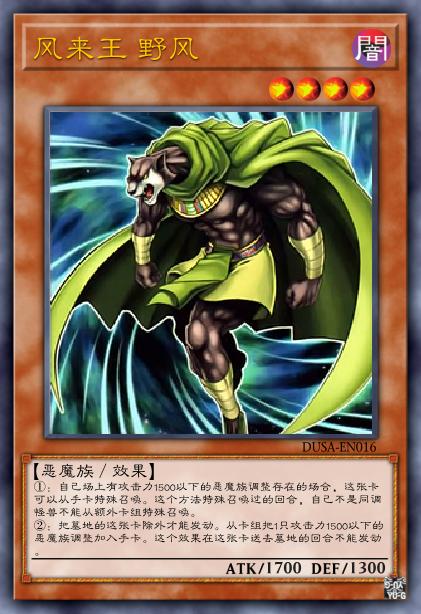 风来王 野风
闇
DUSA-EN016
【恶魔族／效果】
①：自己场上有攻击力1500以下的恶魔族调整存在的场合，这张卡
可以从手卡特殊召唤。这个方法特殊召唤过的回合，自己不是同调
怪兽不能从额外卡组特殊召唤。
②：把墓地的这张卡除外才能发动。从卡组把1只攻击力1500以下的
恶魔族调整加入手卡。这个效果在这张卡送去墓地的回合不能发动
。
ATK/1700 DEF/1300